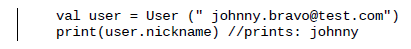 val user = User (" johnny.bravo@test.com")
print(user.nickname) //prints: johnny